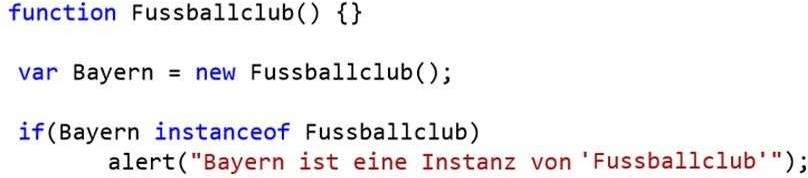 function Fussballclub() {}
var Bayern = new Fussballclub();
if(Bayern instanceof Fussballclub)
alert("Bayern ist eine Instanz von 'Fussballclub'");